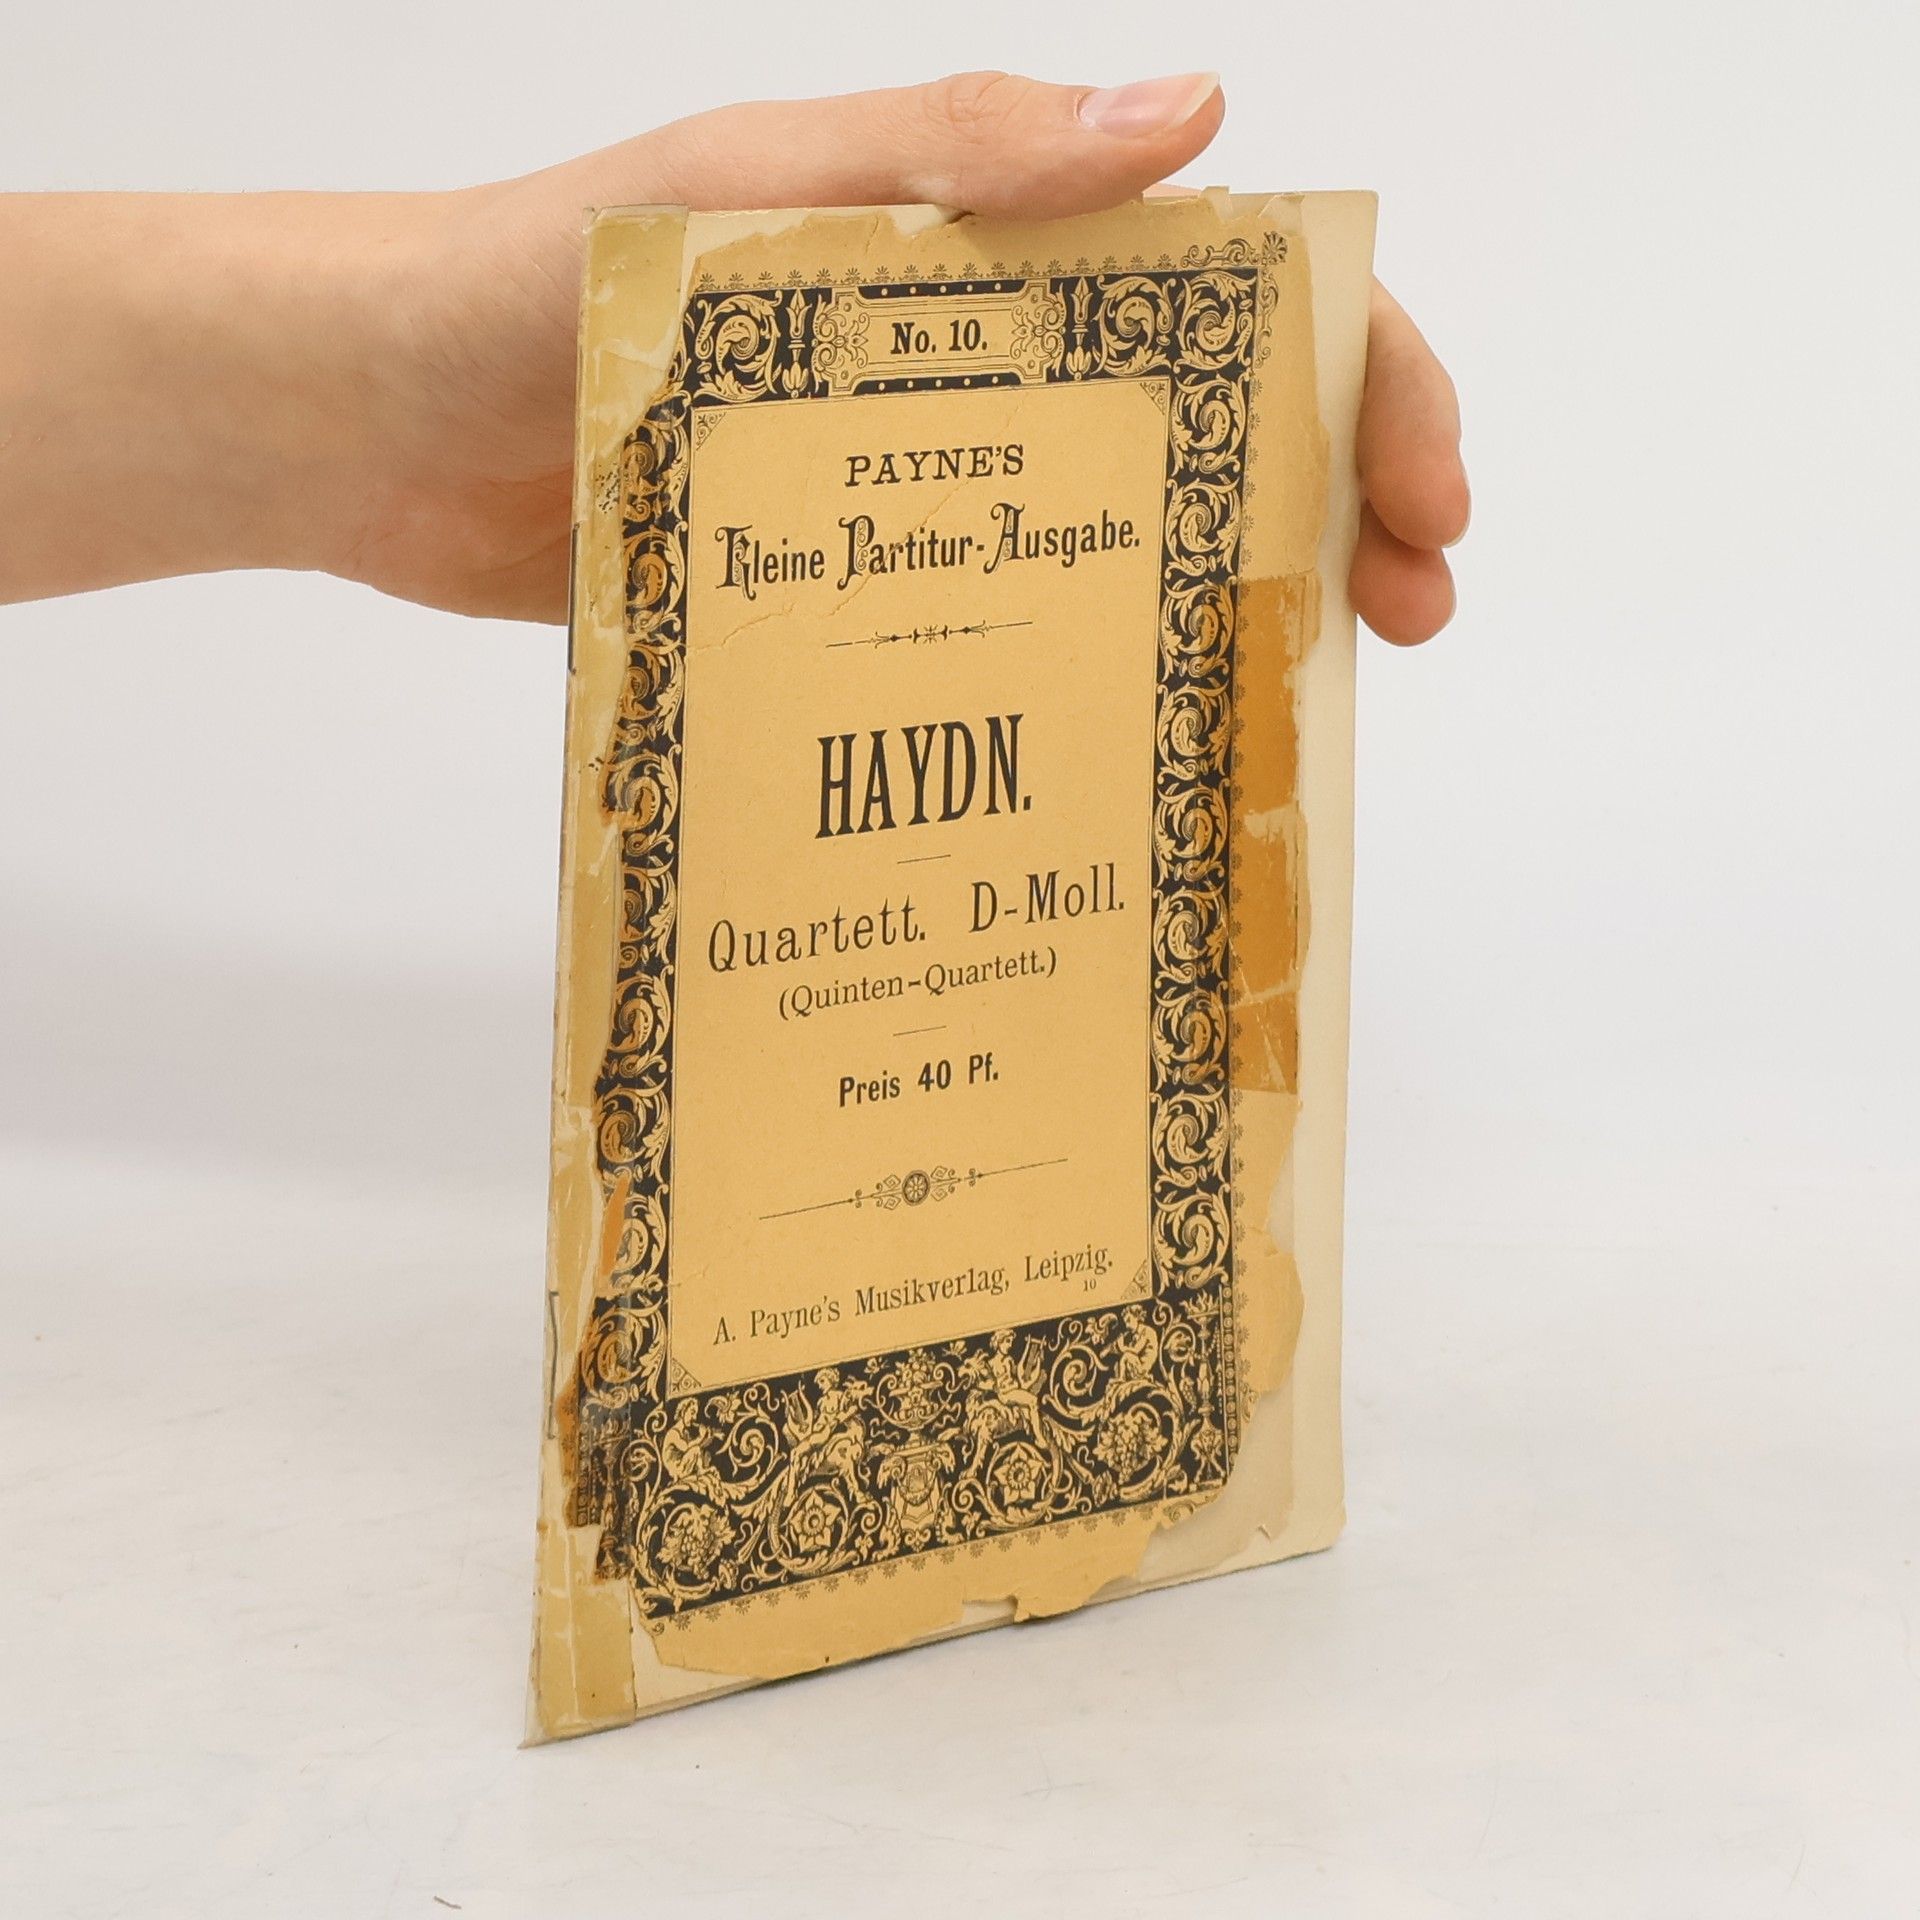 No. 10.
PAYNE'S
Kleine Partitur-Ausgabe.
HAYDN.
Quartett. D-Moll.
(Quinten-Quartett.)
Preis 40 Pf.
A. Payne's Musikverlag, Leipzig.
10